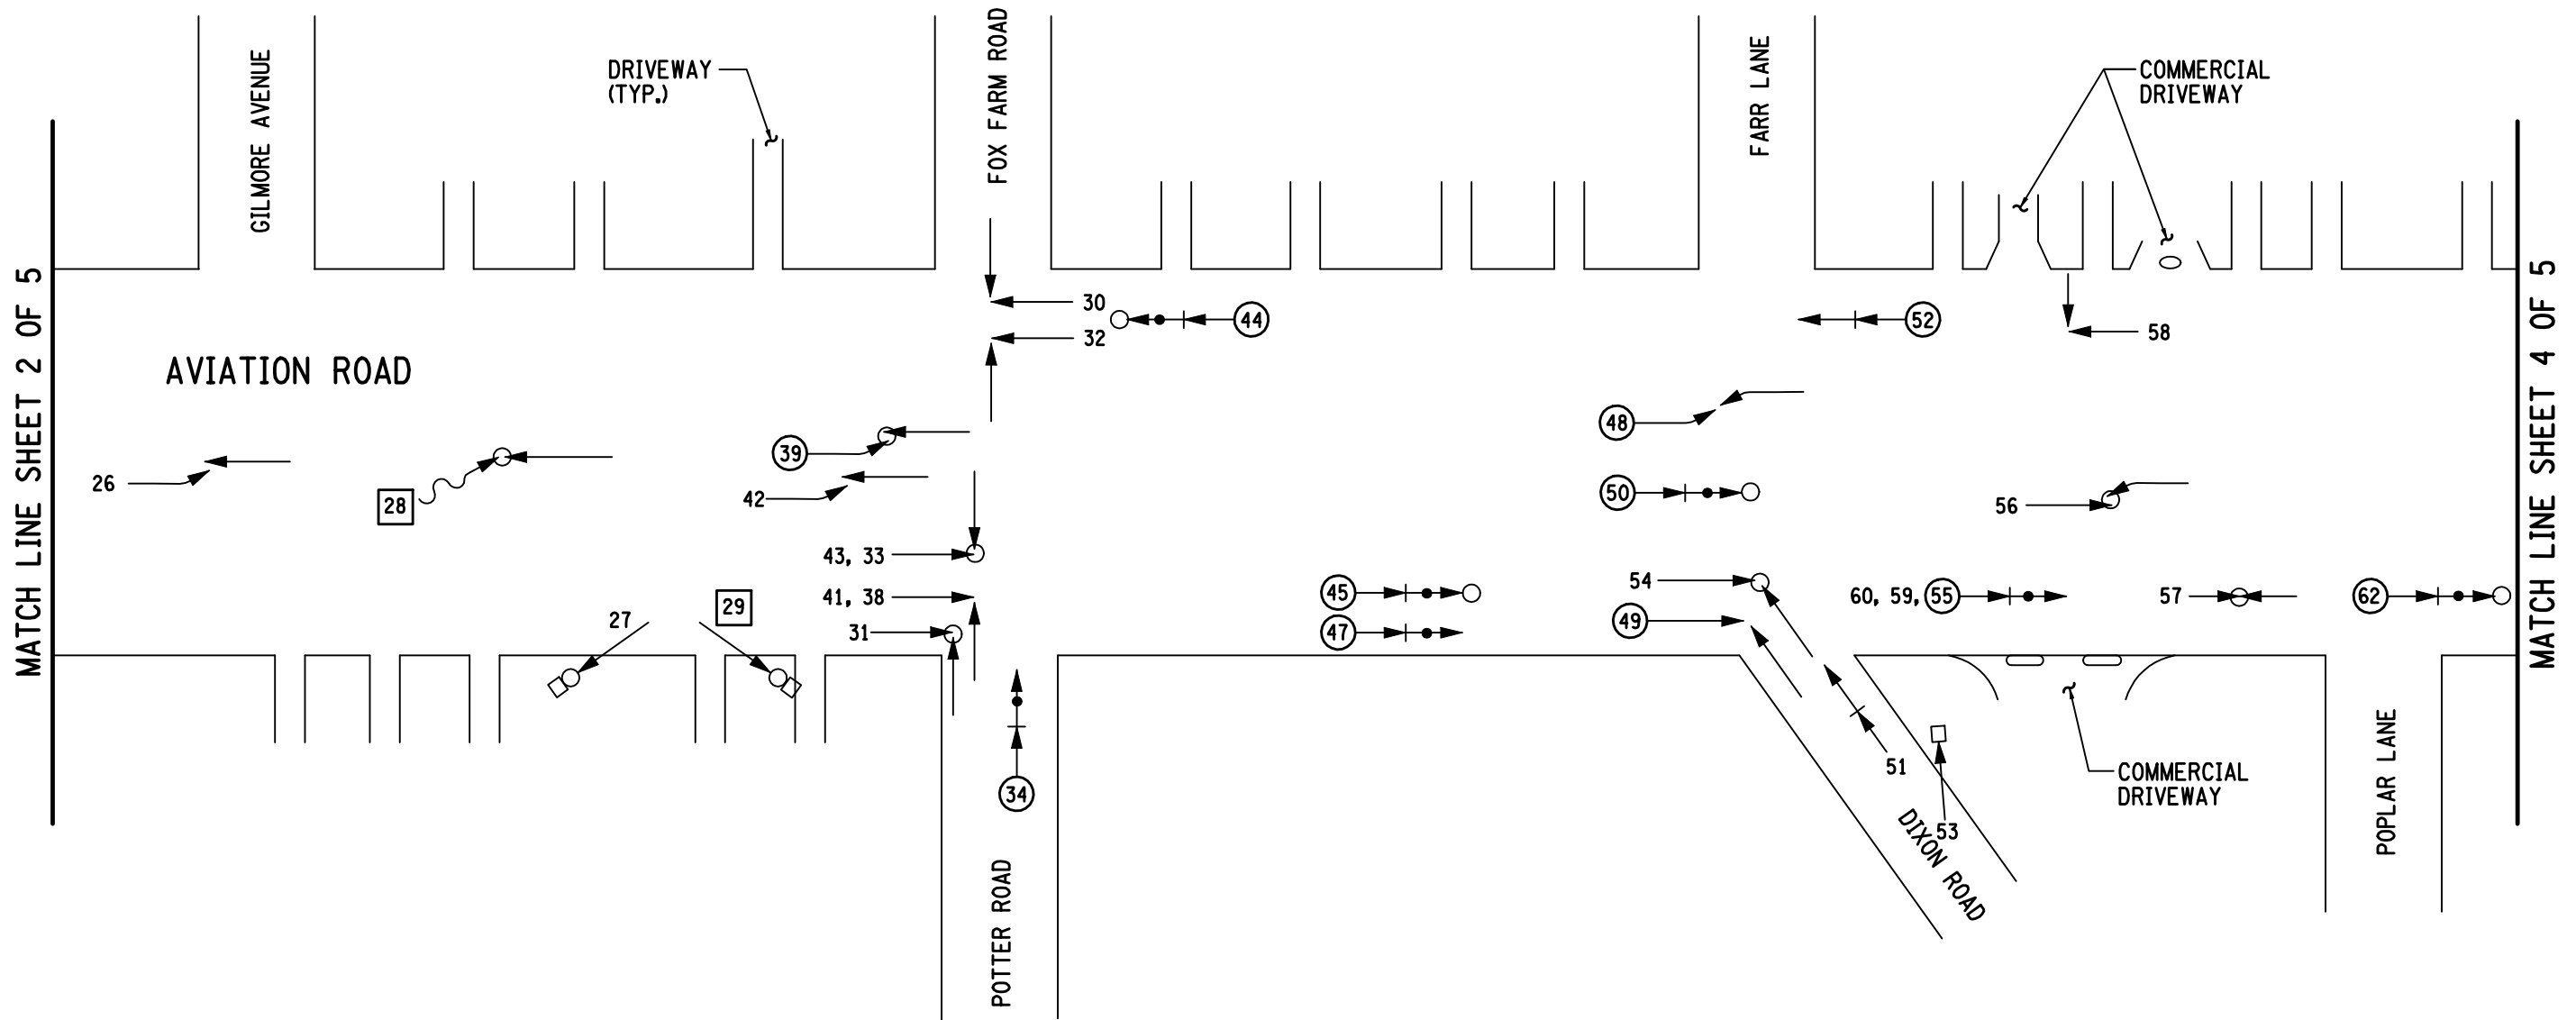 MATCH LINE SHEET 2 OF 5
GILMORE AVENUE
DRIVEWAY
(TYP.)
FOX FARM ROAD
FARR LANE
COMMERCIAL
DRIVEWAY
MATCH LINE SHEET 4 OF 5
30
44
52
32
58
AVIATION ROAD
48
39
26
28
42
50
56
43, 33
54
45
41, 38
60, 59, 55
57
62
29
27
31
47
49
51
34
53
COMMERCIAL
DRIVEWAY
DIXON ROAD
POPLAR LANE
POTTER ROAD